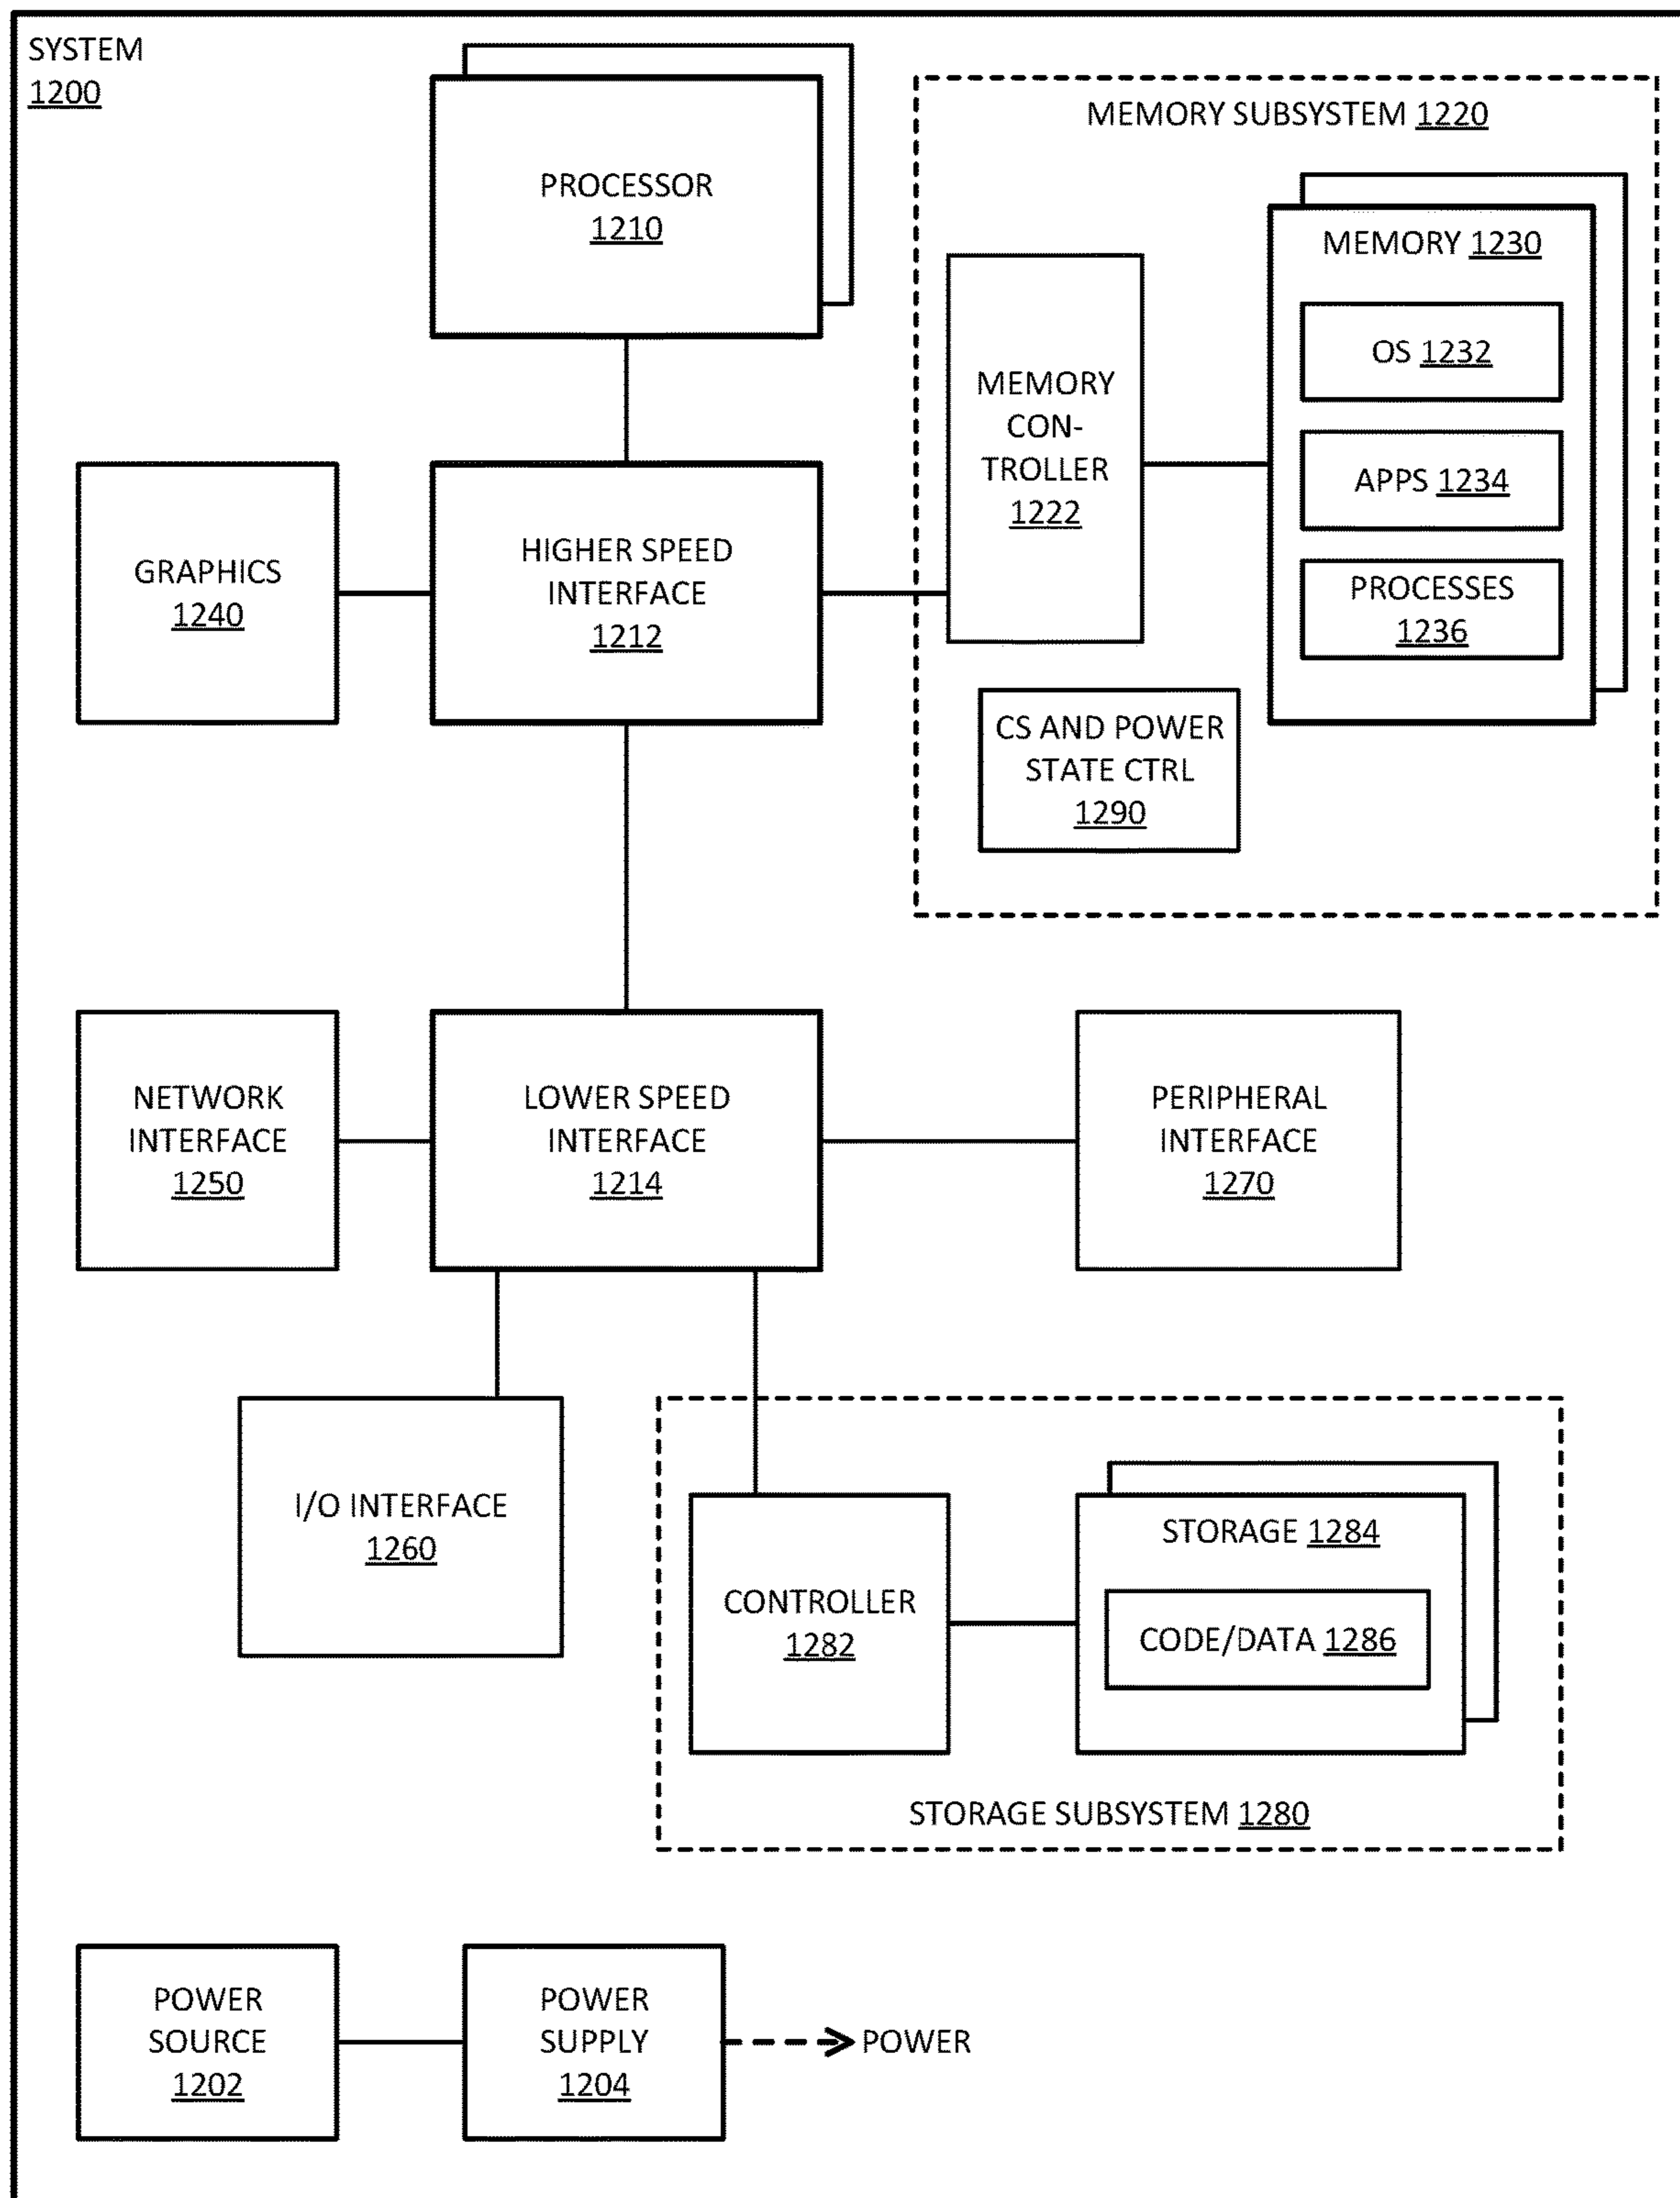 SYSTEM
1200
PROCESSOR
1210
MEMORY SUBSYSTEM 1220
MEMORY
CON-
TROLLER
1222
MEMORY 1230
OS 1232
APPS 1234
PROCESSES
1236
CS AND POWER
STATE CTRL
1290
GRAPHICS
1240
HIGHER SPEED
INTERFACE
1212
NETWORK
INTERFACE
1250
LOWER SPEED
INTERFACE
1214
PERIPHERAL
INTERFACE
1270
I/O INTERFACE
1260
CONTROLLER
1282
STORAGE 1284
CODE/DATA 1286
STORAGE SUBSYSTEM 1280
POWER
SOURCE
1202
POWER
SUPPLY
1204
POWER